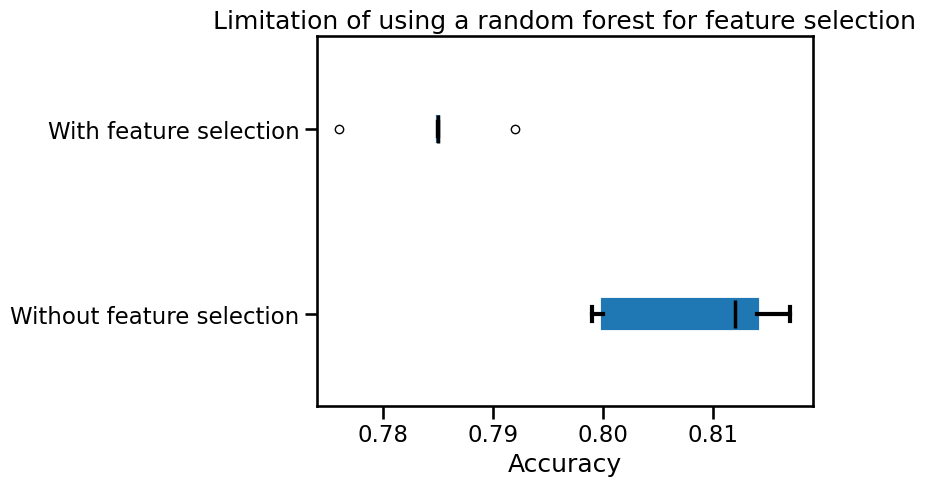 Limitation of using a random forest for feature selection
With feature selection
Without feature selection
0.78 0.79 0.80 0.81
Accuracy